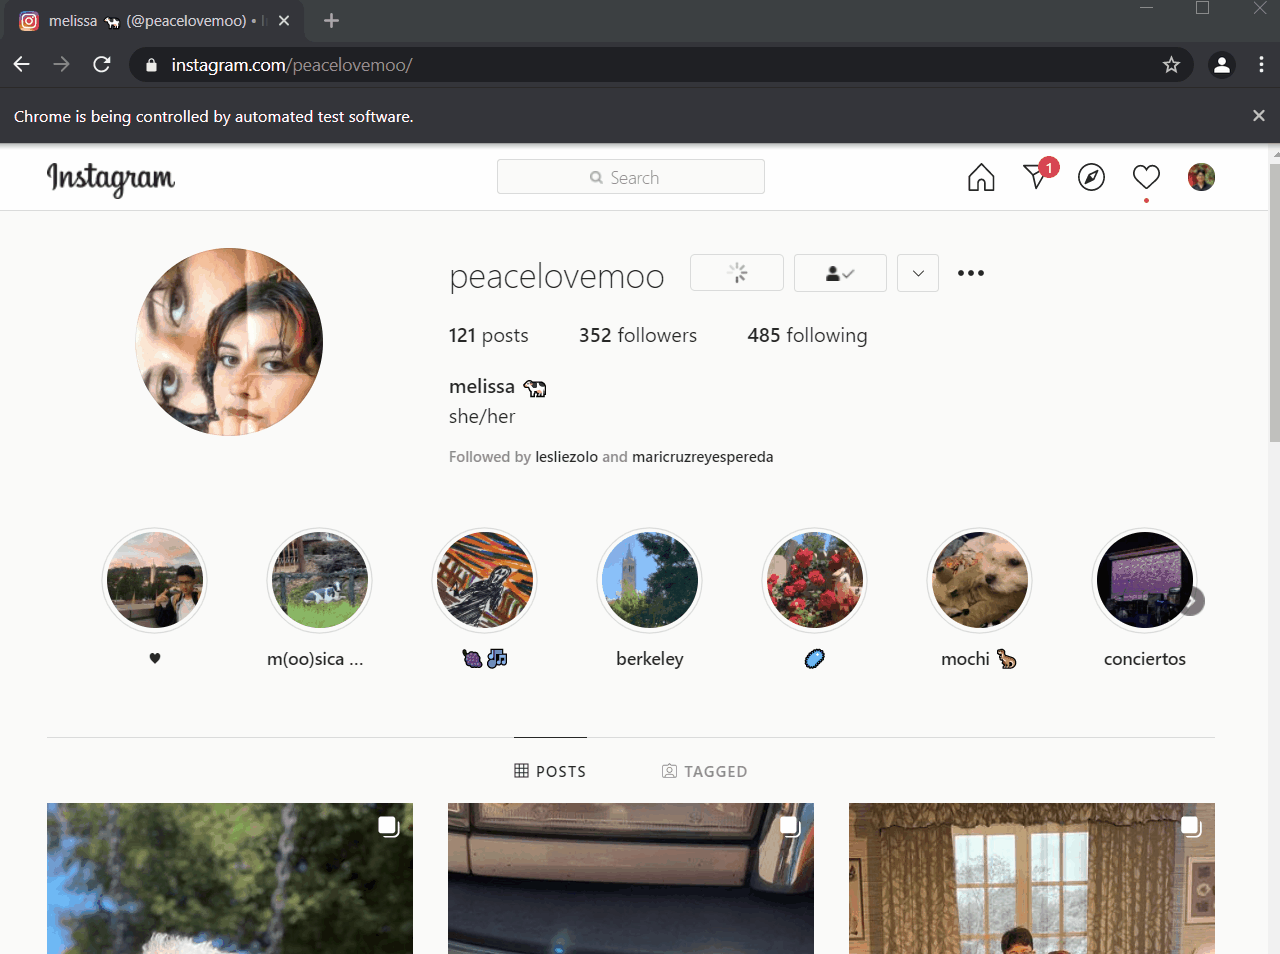 melissa 🐄 (@peacelovemoo) •
instagram.com/peacelovemoo/
Chrome is being controlled by automated test software.
Instagram
Search
1
peacelovemoo
121 posts 352 followers 485 following
melissa 🐄
she/her
Followed by lesliezolo and maricruzreyespereda
♥ m(oo)sica ... 🍇🎶 berkeley mochi conciertos
POSTS TAGGED